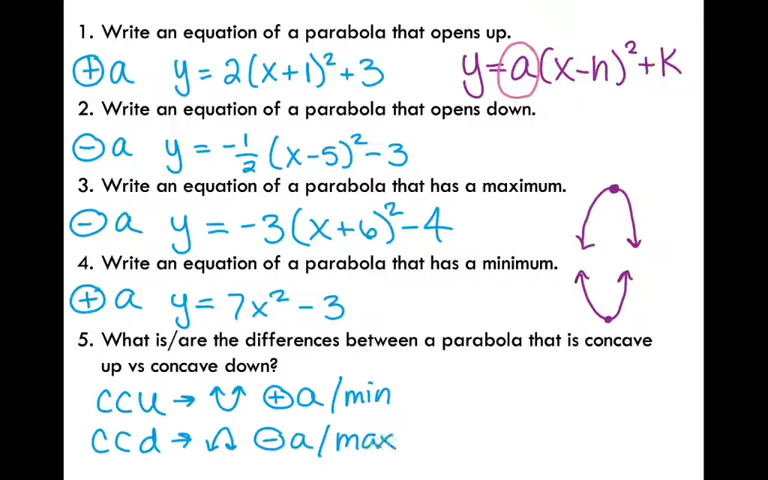 1. Write an equation of a parabola that opens up.
⊕a y = 2(x+1)²+3 y=a(x-h)²+K
2. Write an equation of a parabola that opens down.
⊖a y = -1/2 (x-5)²-3
3. Write an equation of a parabola that has a maximum.
⊖a y = -3(x+6)²-4
4. Write an equation of a parabola that has a minimum.
⊕a y= 7x² - 3
5. What is/are the differences between a parabola that is concave
up vs concave down?
CCU → ⊕a/min
CCd → ⊖a/max